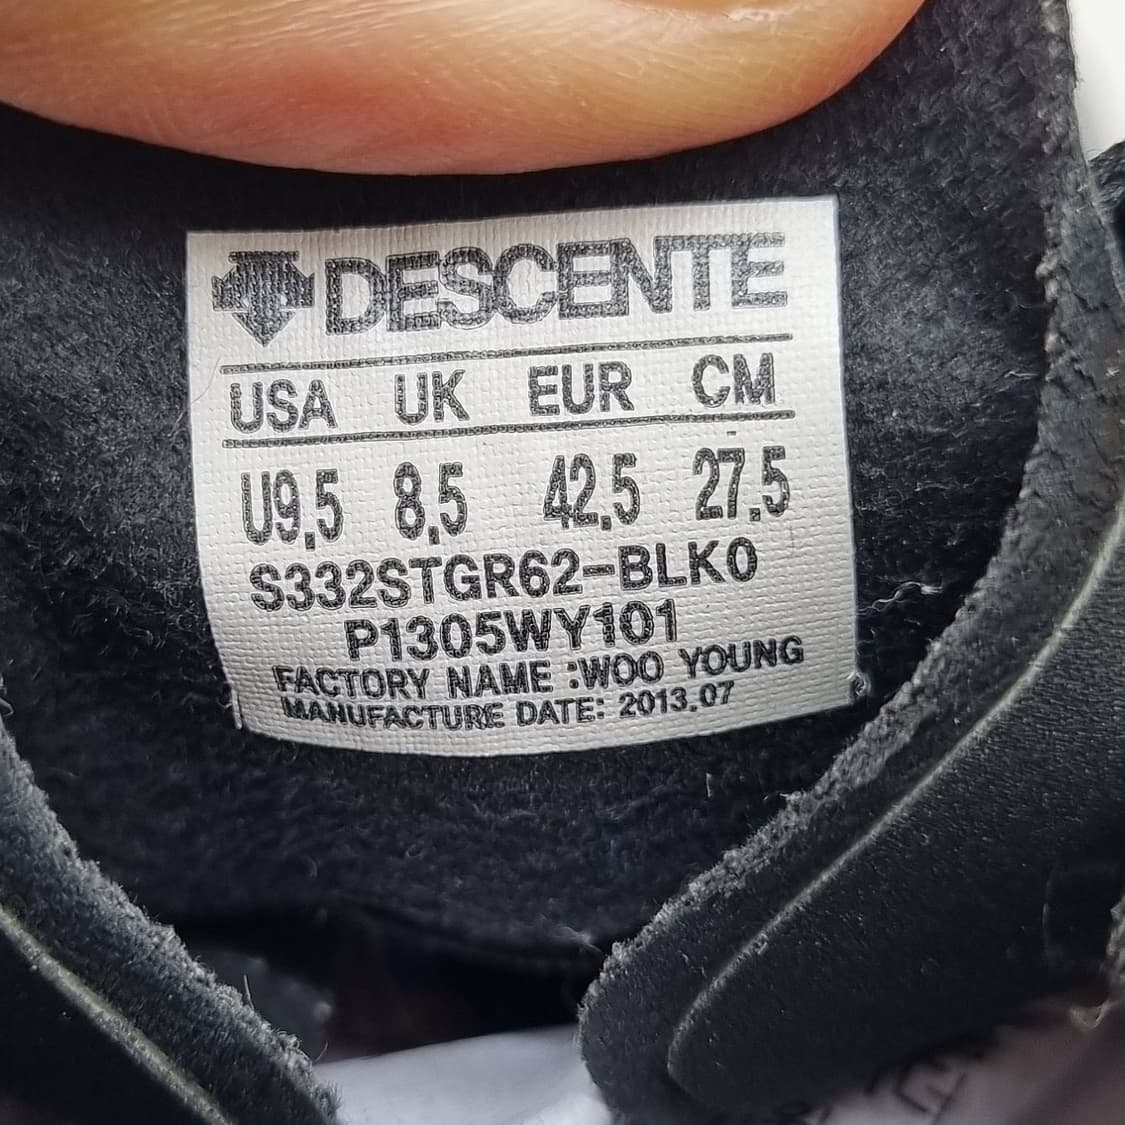 DESCENTE
USA UK EUR CM
U9,5 8,5 42,5 27.5
S332STGR62-BLK0
P1305WY101
FACTORY NAME :WOO YOUNG
MANUFACTURE DATE: 2013.07